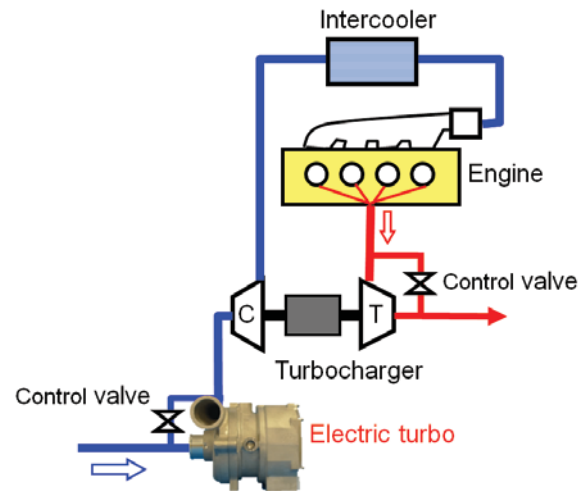 Intercooler
Engine
Control valve
C
T
Turbocharger
Control valve
Electric turbo